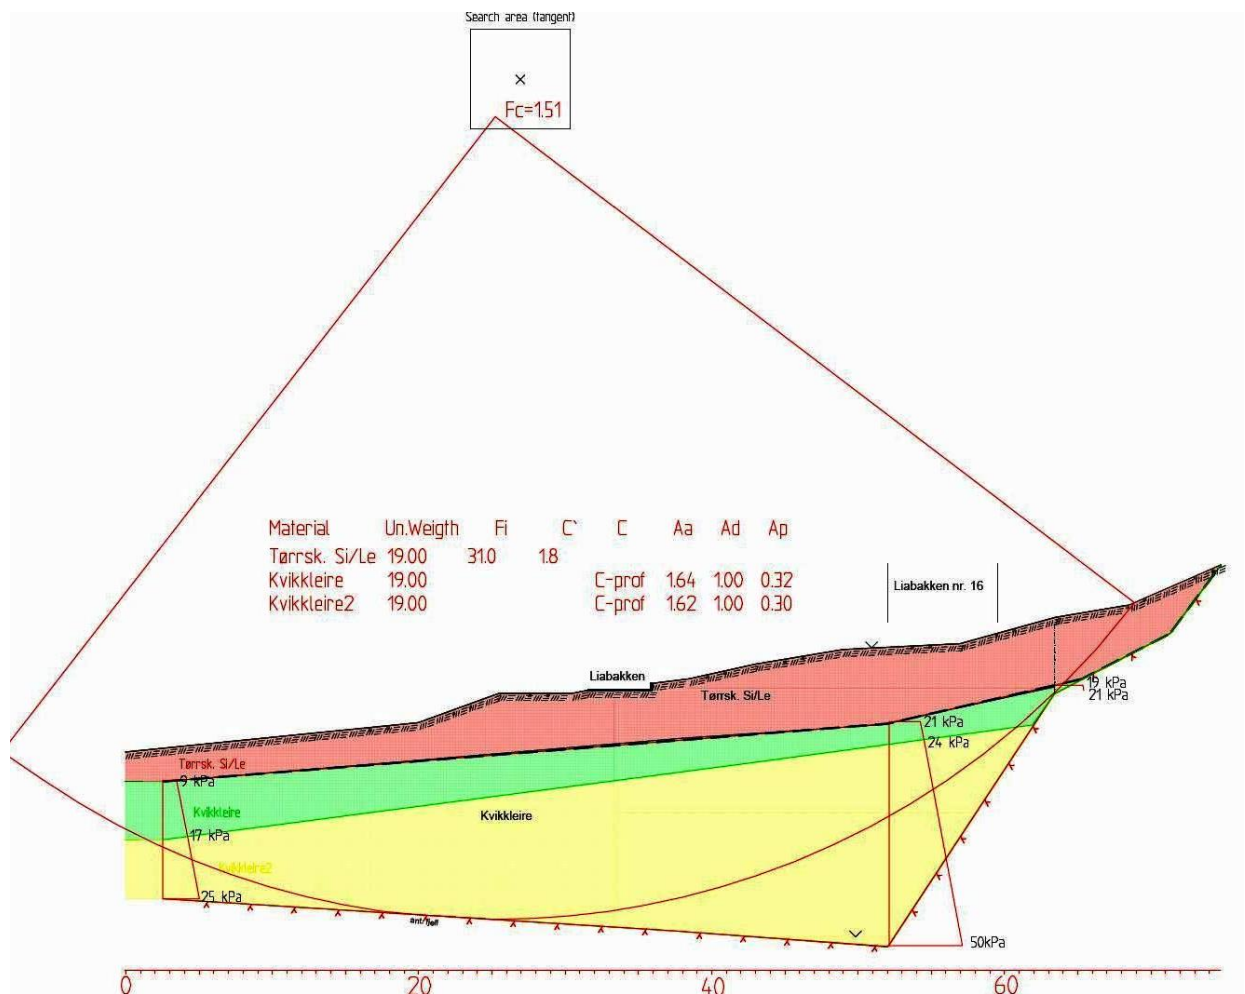 Search area (tangent)
Fc=1.51
Material Un.Weigth Fi C` C Aa Ad Ap
Tørrsk. Si/Le 19.00 31.0 1.8
Kvikkleire 19.00 C-prof 1.64 1.00 0.32
Kvikkleire2 19.00 C-prof 1.62 1.00 0.30
Liabakken nr. 16
Liabakken
Tørrsk. Si/Le
19 kPa
21 kPa
21 kPa
24 kPa
Tørrsk. Si/Le
9 kPa
Kvikkleire
Kvikkleire
17 kPa
Kvikkleire2
25 kPa
50kPa
0 20 40 60